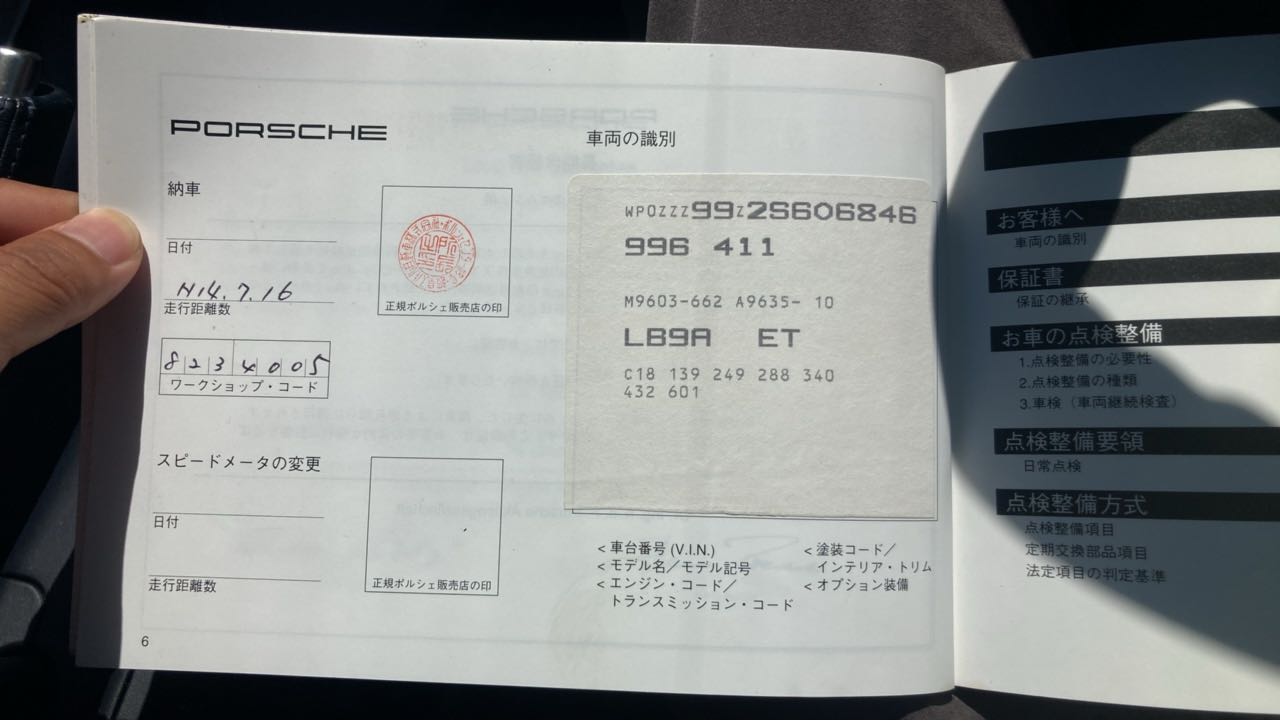 PORSCHE
納車
日付
H14.7.16
走行距離数
8234005
ワークショップ・コード
正規ポルシェ販売店の印
スピードメータの変更
日付
走行距離数
正規ポルシェ販売店の印
6
車両の識別
WP0ZZZ99Z2S606846
996 411
M9603-662 A9635- 10
LB9A ET
C18 139 249 288 340
432 601
< 車台番号 (V.I.N.)
< モデル名／モデル記号
< エンジン・コード／
トランスミッション・コード
< 塗装コード／
インテリア・トリム
< オプション装備
お客様へ
車両の識別
保証書
保証の継承
お車の点検整備
1.点検整備の必要性
2.点検整備の種類
3.車検（車両継続検査）
点検整備要領
日常点検
点検整備方式
点検整備項目
定期交換部品項目
法定項目の判定基準